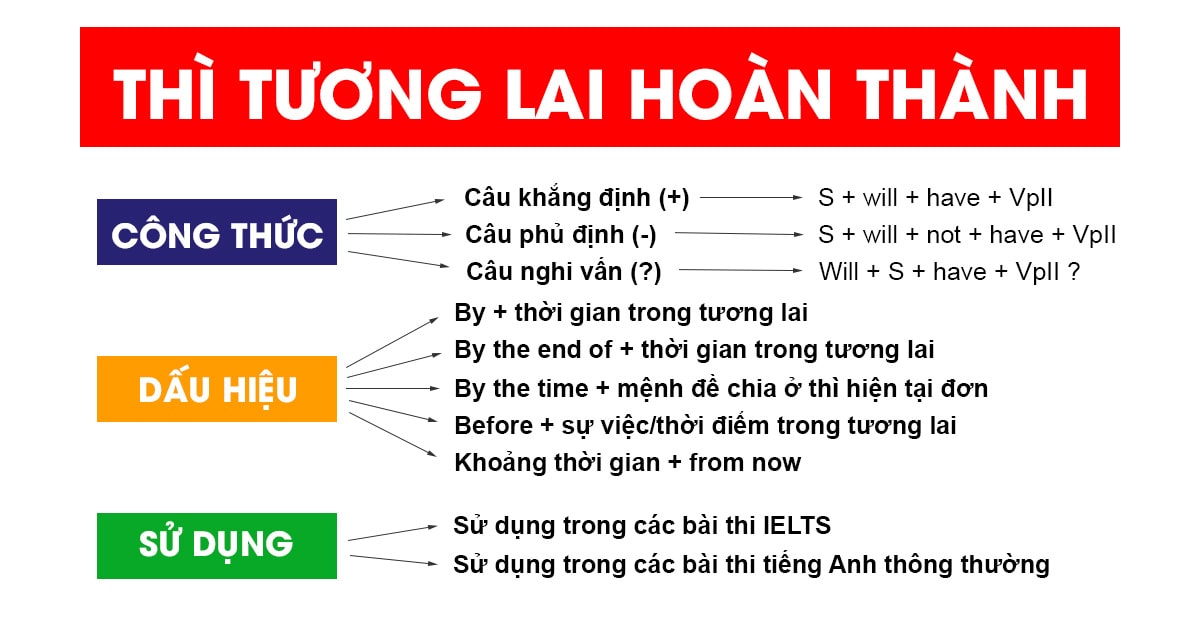 THÌ TƯƠNG LAI HOÀN THÀNH
CÔNG THỨC
Câu khẳng định (+)
S + will + have + VpII
Câu phủ định (-)
S + will + not + have + VpII
Câu nghi vấn (?)
Will + S + have + VpII ?
DẤU HIỆU
By + thời gian trong tương lai
By the end of + thời gian trong tương lai
By the time + mệnh đề chia ở thì hiện tại đơn
Before + sự việc/thời điểm trong tương lai
Khoảng thời gian + from now
SỬ DỤNG
Sử dụng trong các bài thi IELTS
Sử dụng trong các bài thi tiếng Anh thông thường